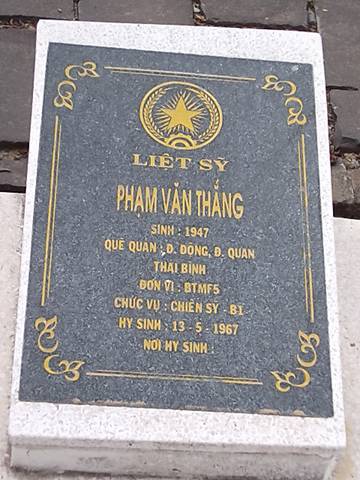 LIỆT SỸ
PHẠM VĂN THẮNG
SINH : 1947
QUÊ QUÁN : Đ. ĐÔNG, Đ. QUAN
THÁI BÌNH
ĐƠN VỊ : BTMF5
CHỨC VỤ : CHIẾN SỸ - B1
HY SINH : 13 - 5 - 1967
NƠI HY SINH :